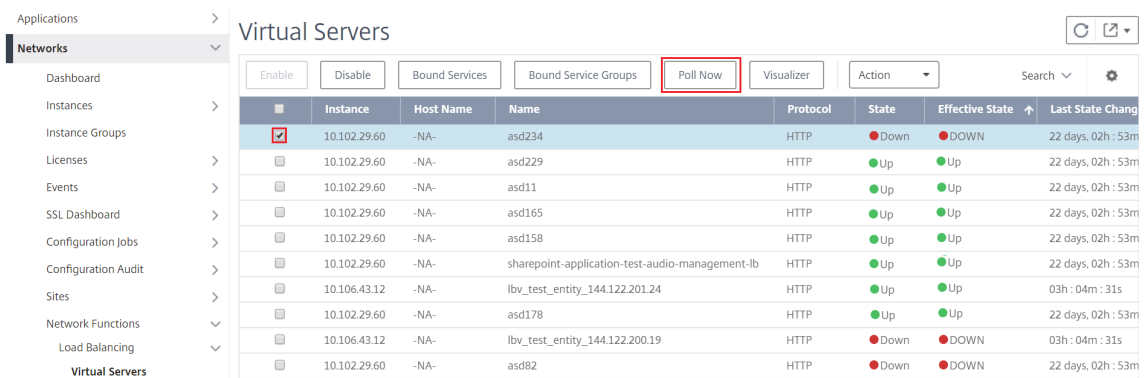 Applications
Networks
Dashboard
Instances
Instance Groups
Licenses
Events
SSL Dashboard
Configuration Jobs
Configuration Audit
Sites
Network Functions
Load Balancing
Virtual Servers
Virtual Servers
Enable Disable Bound Services Bound Service Groups Poll Now Visualizer Action Search
Instance Host Name Name Protocol State Effective State Last State Chang
10.102.29.60 -NA- asd234 HTTP Down DOWN 22 days, 02h : 53m
10.102.29.60 -NA- asd229 HTTP Up Up 22 days, 02h : 53m
10.102.29.60 -NA- asd11 HTTP Up Up 22 days, 02h : 53m
10.102.29.60 -NA- asd165 HTTP Up Up 22 days, 02h : 53m
10.102.29.60 -NA- asd158 HTTP Up Up 22 days, 02h : 53m
10.102.29.60 -NA- sharepoint-application-test-audio-management-lb HTTP Up Up 22 days, 02h : 53m
10.106.43.12 -NA- lbv_test_entity_144.122.201.24 HTTP Up Up 03h : 04m : 31s
10.102.29.60 -NA- asd178 HTTP Up Up 22 days, 02h : 53m
10.106.43.12 -NA- lbv_test_entity_144.122.200.19 HTTP Down DOWN 03h : 04m : 31s
10.102.29.60 -NA- asd82 HTTP Down DOWN 22 days, 02h : 53m